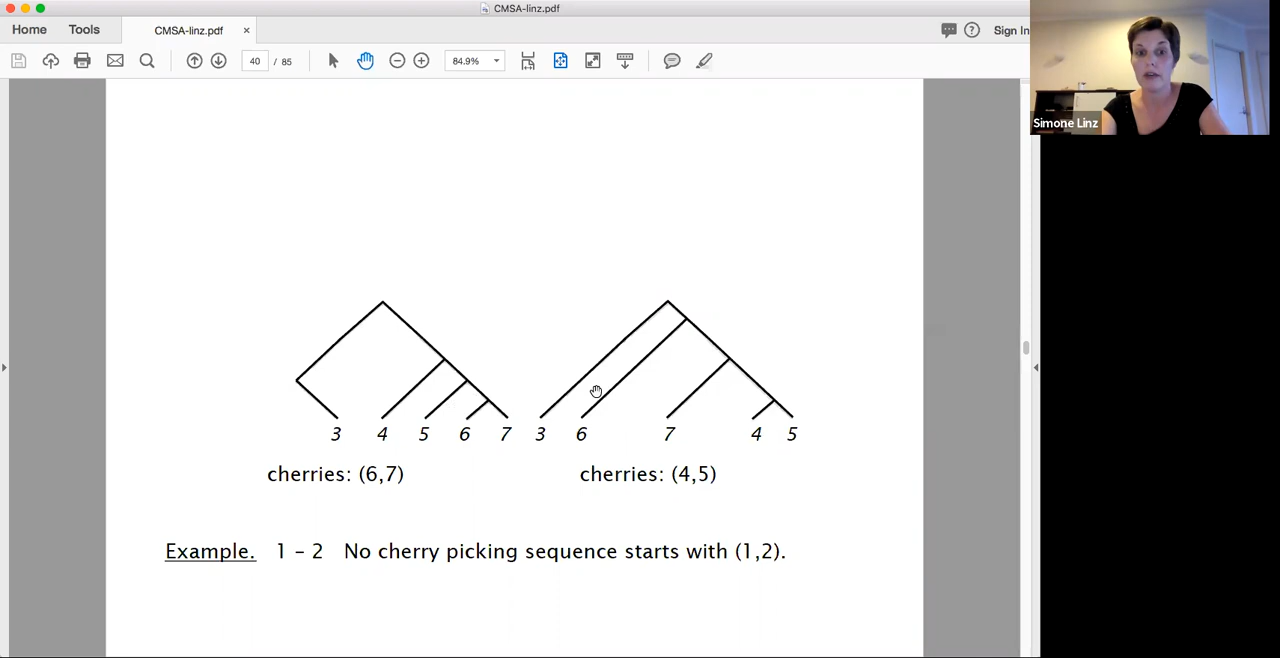 CMSA-linz.pdf
Home Tools CMSA-linz.pdf × Sign In
40 / 85 84.9%
Simone Linz
3 4 5 6 7 3 6 7 4 5
cherries: (6,7) cherries: (4,5)
Example. 1 – 2 No cherry picking sequence starts with (1,2).